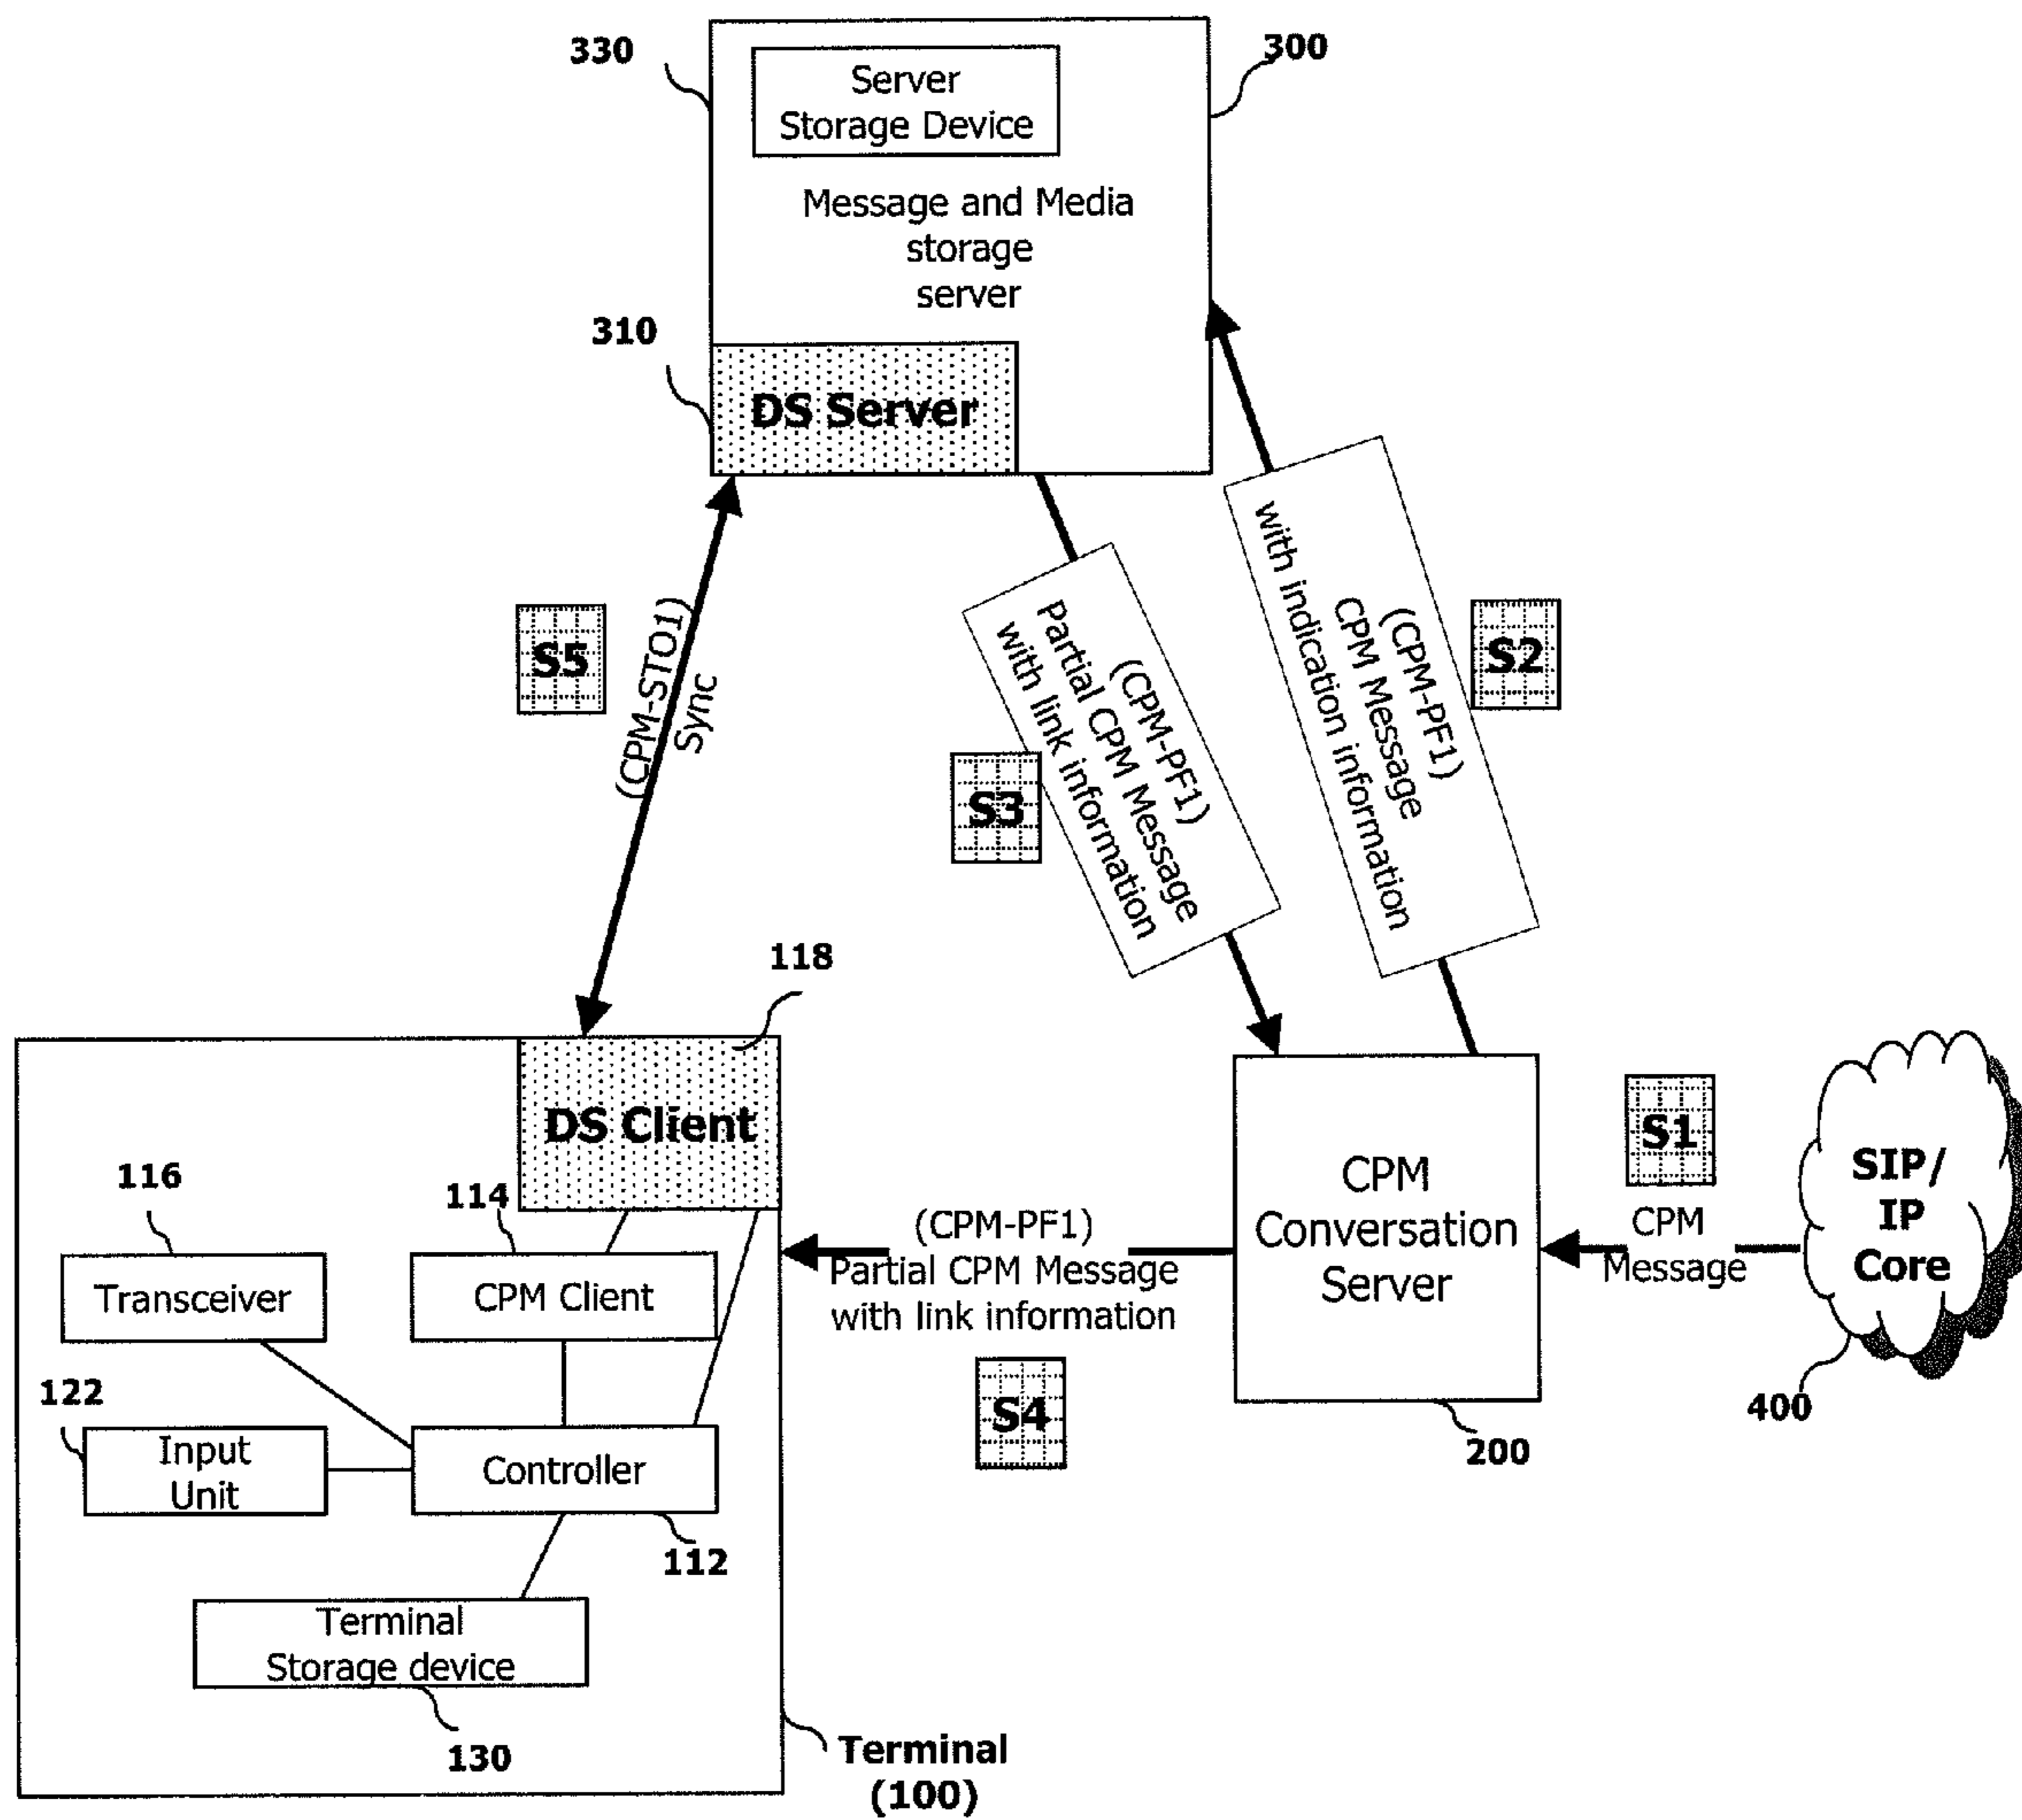 330
300
Server
Storage Device
Message and Media
storage
server
310
DS Server
S5
(CPM-STO1)
Sync
S3
(CPM-PF1)
Partial CPM Message
with link information
S2
(CPM-PF1)
CPM Message
with indication information
118
DS Client
116
114
Transceiver
CPM Client
122
Input
Unit
Controller
112
Terminal
Storage device
130
Terminal
(100)
(CPM-PF1)
Partial CPM Message
with link information
S4
CPM
Conversation
Server
200
S1
CPM
Message
SIP/
IP
Core
400